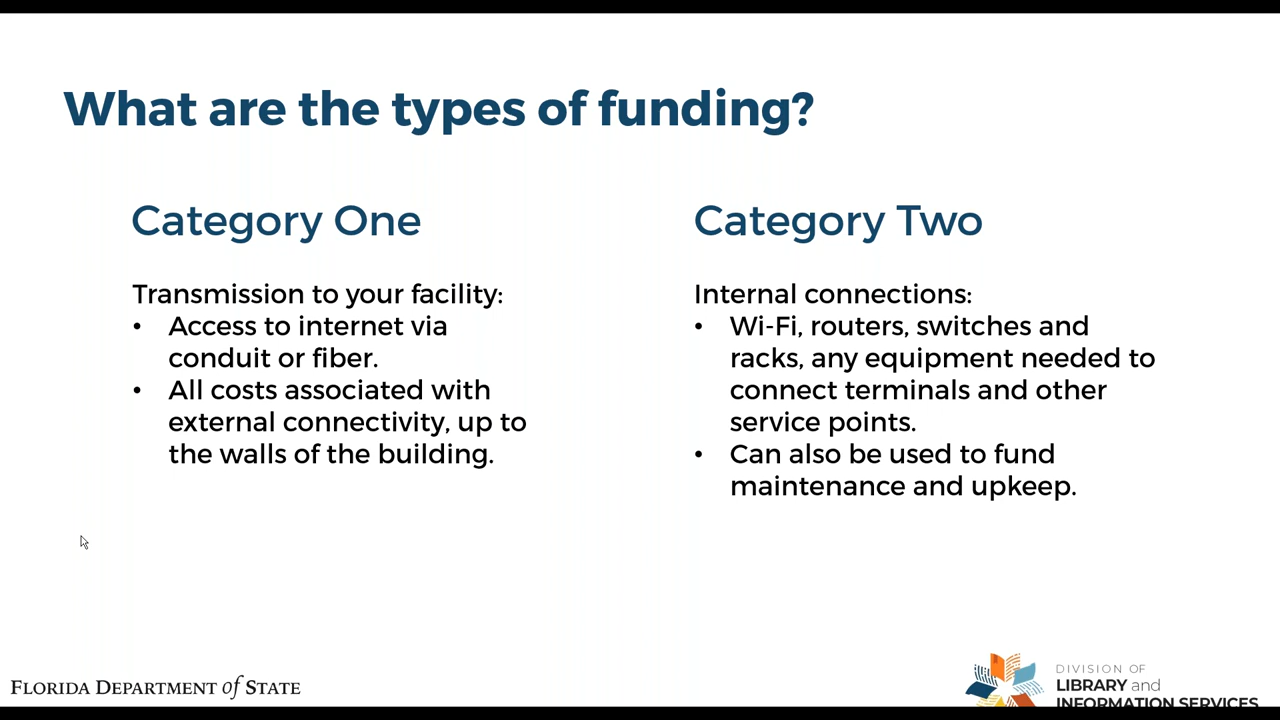 What are the types of funding?
Category One
Transmission to your facility:
• Access to internet via
conduit or fiber.
• All costs associated with
external connectivity, up to
the walls of the building.
Category Two
Internal connections:
• Wi-Fi, routers, switches and
racks, any equipment needed to
connect terminals and other
service points.
• Can also be used to fund
maintenance and upkeep.
FLORIDA DEPARTMENT of STATE
DIVISION OF
LIBRARY and
INFORMATION SERVICES